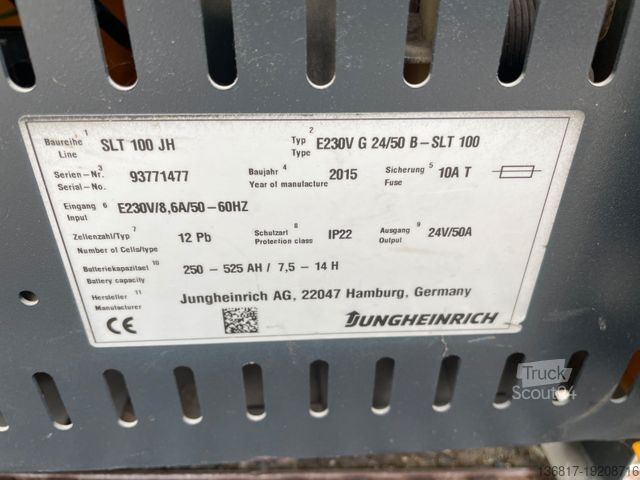 Baureihe 1 SLT 100 JH Typ 2 E230V G 24/50 B-SLT 100
Line Type
Serien-Nr. 3 93771477 Baujahr 4 2015 Sicherung 5 10A T
Serial-No. Year of manufacture Fuse
Eingang 6 E230V/8,6A/50-60HZ
Input
Zellenzahl/Typ 7 12 Pb Schutzart 8 IP22 Ausgang 9 24V/50A
Number of Cells/type Protection class Output
Batteriekapazitaet 10 250 - 525 AH / 7,5 - 14 H
Battery capacity
Hersteller 11 Jungheinrich AG, 22047 Hamburg, Germany
Manufacturer
CE JUNGHEINRICH
Truck
Scout24
136817-19208716